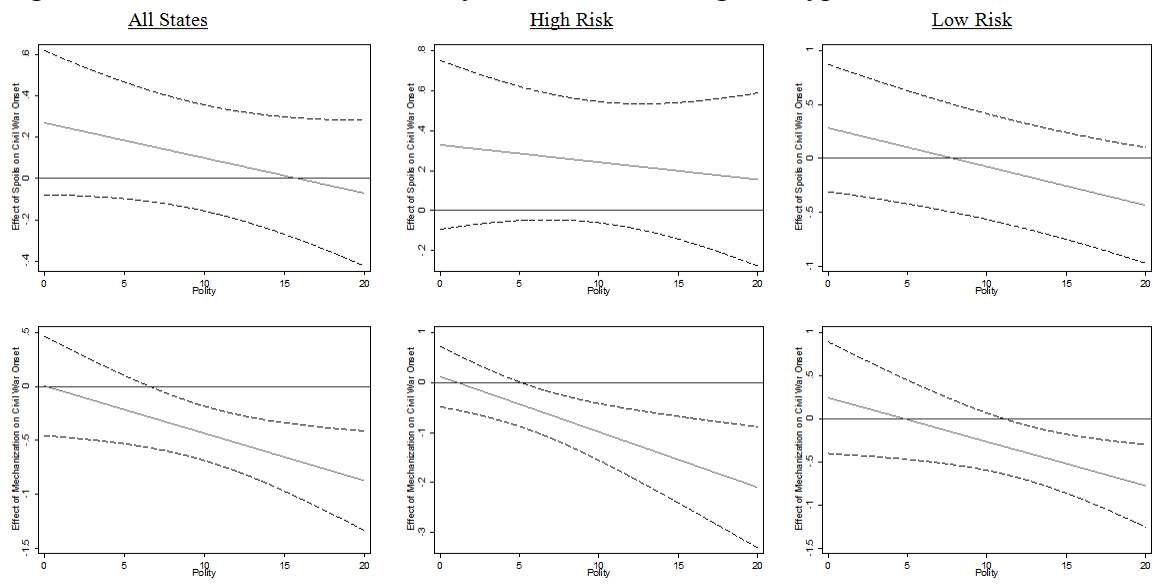 All States
High Risk
Low Risk
Effect of Spoils on Civil War Onset
.6
.4
.2
0
-.2
-.4
0 5 10 15 20
Polity
Effect of Spoils on Civil War Onset
.8
.6
.4
.2
0
-.2
0 5 10 15 20
Polity
Effect of Spoils on Civil War Onset
1
.5
0
-.5
-1
0 5 10 15 20
Polity
Effect of Mechanization on Civil War Onset
.5
0
-.5
-1
-1.5
0 5 10 15 20
Polity
Effect of Mechanization on Civil War Onset
1
0
-1
-2
-3
0 5 10 15 20
Polity
Effect of Mechanization on Civil War Onset
1
.5
0
-.5
-1
-1.5
0 5 10 15 20
Polity